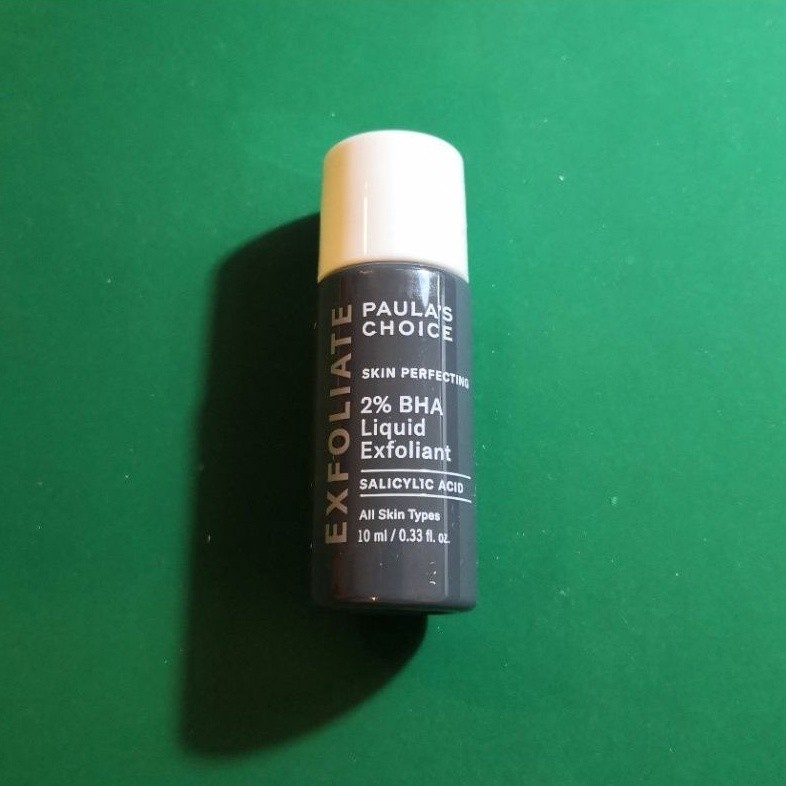 EXFOLIATE
PAULA'S
CHOICE
SKIN PERFECTING
2% BHA
Liquid
Exfoliant
SALICYLIC ACID
All Skin Types
10 ml / 0.33 fl. oz.